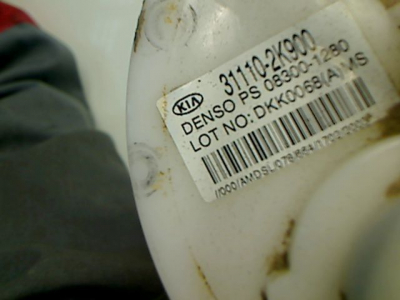 KIA 31110-2K900
DENSO PS 08300-1280
LOT NO: DKK0068(A) MS